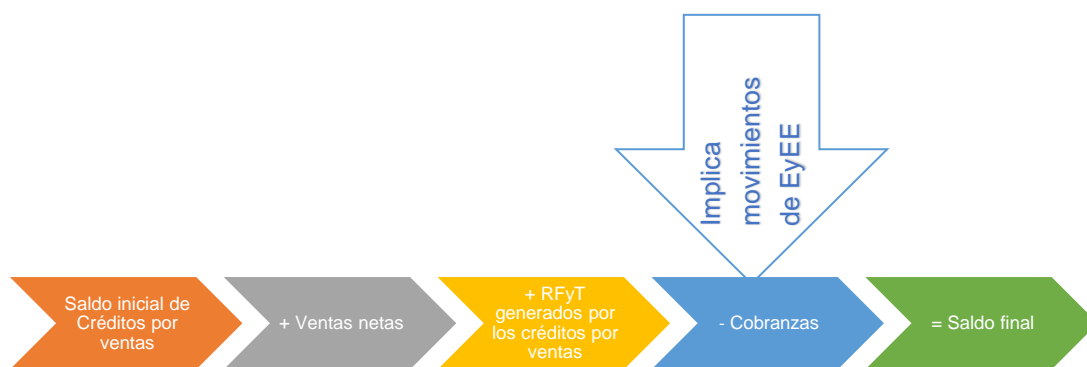 Implica
movimientos
de EyEE
Saldo inicial de
Créditos por
ventas
+ Ventas netas
+ RFyT
generados por
los créditos por
ventas
- Cobranzas
= Saldo final